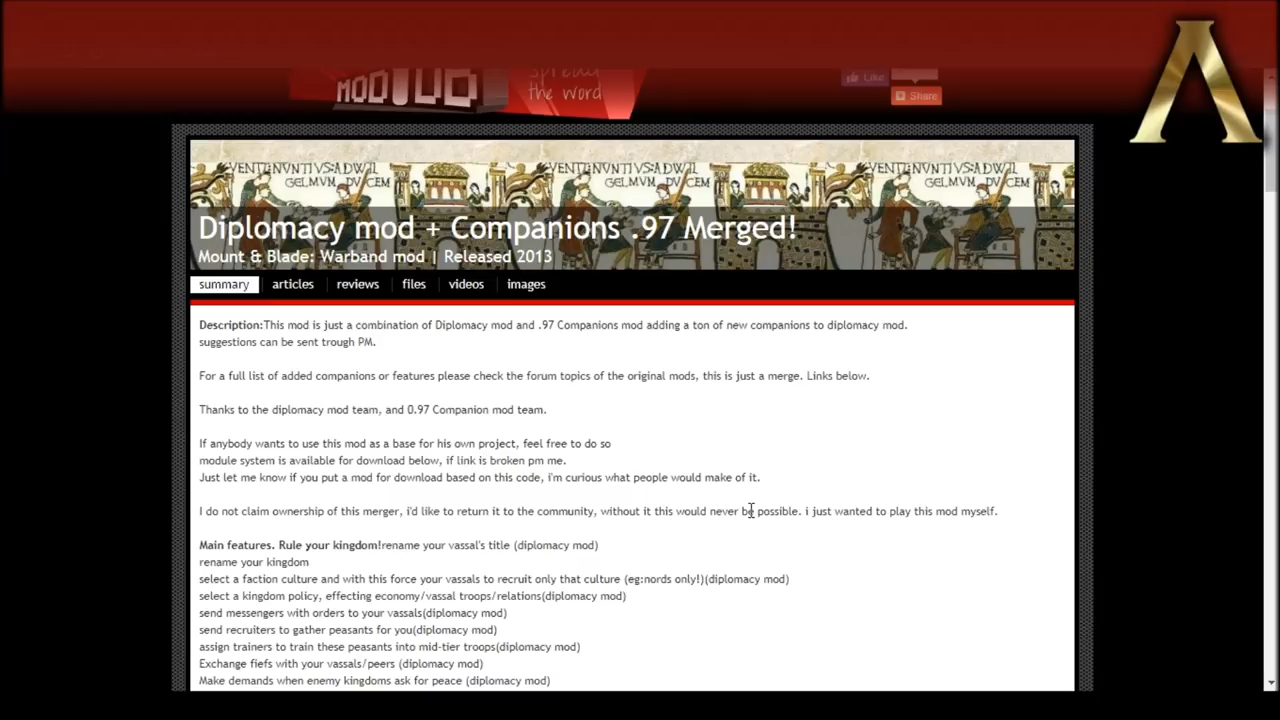 MODDB
spread
the word
Like
Share
VENIT:NVNTIVS:ADWIL
GELMVM DVCEM
VENIT:NVNTIVS:ADWIL
GELMVM DVCEM
VENIT:NVNTIVS:ADWIL
GELMVM DVCEM
Diplomacy mod + Companions .97 Merged!
Mount & Blade: Warband mod | Released 2013
summary articles reviews files videos images
Description:This mod is just a combination of Diplomacy mod and .97 Companions mod adding a ton of new companions to diplomacy mod.
suggestions can be sent trough PM.
For a full list of added companions or features please check the forum topics of the original mods, this is just a merge. Links below.
Thanks to the diplomacy mod team, and 0.97 Companion mod team.
If anybody wants to use this mod as a base for his own project, feel free to do so
module system is available for download below, if link is broken pm me.
Just let me know if you put a mod for download based on this code, i'm curious what people would make of it.
I do not claim ownership of this merger, i'd like to return it to the community, without it this would never be possible. i just wanted to play this mod myself.
Main features. Rule your kingdom!rename your vassal's title (diplomacy mod)
rename your kingdom
select a faction culture and with this force your vassals to recruit only that culture (eg:nords only!)(diplomacy mod)
select a kingdom policy, effecting economy/vassal troops/relations(diplomacy mod)
send messengers with orders to your vassals(diplomacy mod)
send recruiters to gather peasants for you(diplomacy mod)
assign trainers to train these peasants into mid-tier troops(diplomacy mod)
Exchange fiefs with your vassals/peers (diplomacy mod)
Make demands when enemy kingdoms ask for peace (diplomacy mod)